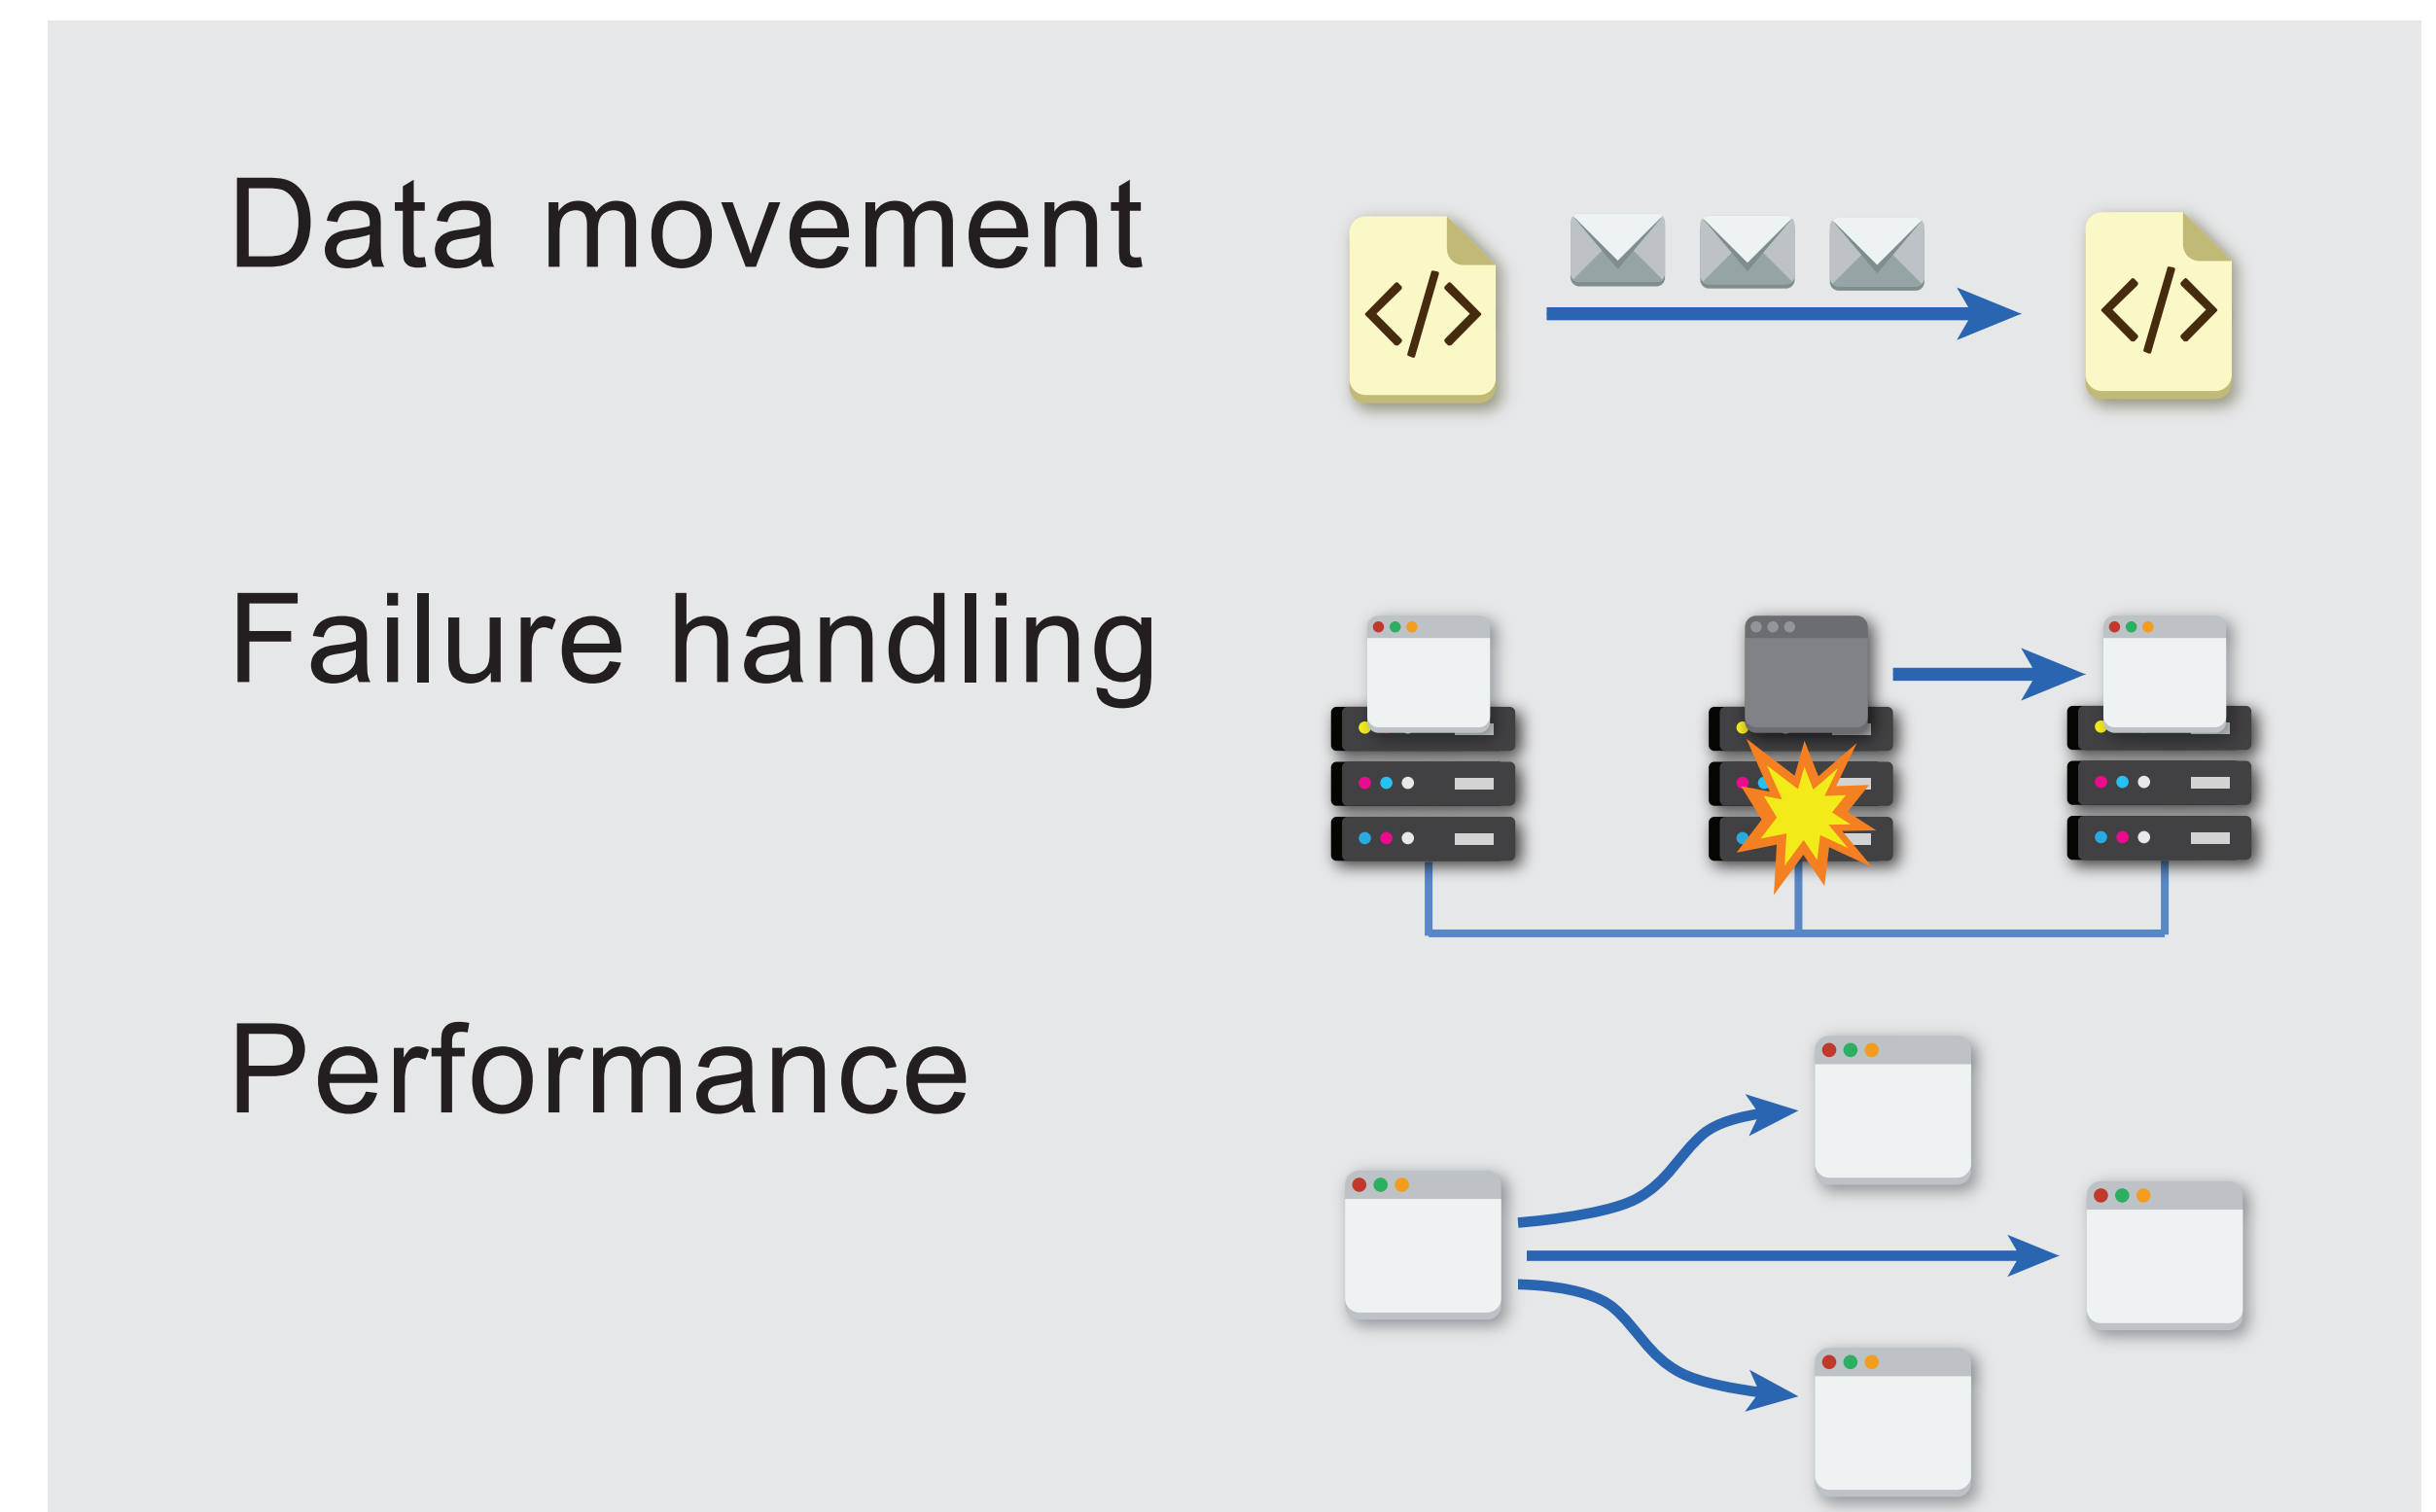 Data movement
</>
</>
Failure handling
Performance